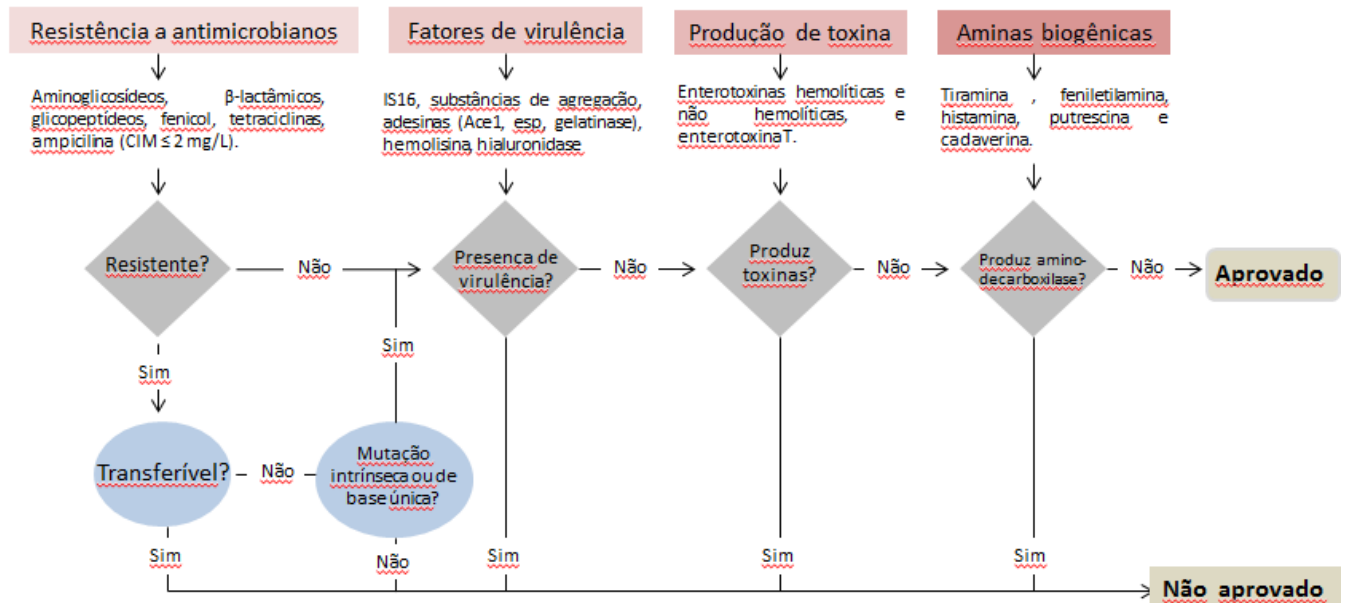 Resistência a antimicrobianos
Aminoglicosídeos, β-lactâmicos,
glicopeptídeos, fenicol, tetraciclinas,
ampicilina (CIM ≤ 2 mg/L).
Fatores de virulência
IS16, substâncias de agregação,
adesinas (Ace1, esp, gelatinase),
hemolisina, hialuronidase
Produção de toxina
Enterotoxinas hemolíticas e
não hemolíticas, e
enterotoxinaT.
Aminas biogênicas
Tiramina , feniletilamina,
histamina, putrescina e
cadaverina.
Resistente?
Não
Presença de
virulência?
Não
Produz
toxinas?
Não
Produz amino-
decarboxilase?
Não
Aprovado
Sim
Sim
Transferível?
Não
Mutação
intrínseca ou de
base única?
Sim
Não
Sim
Sim
Sim
Não aprovado